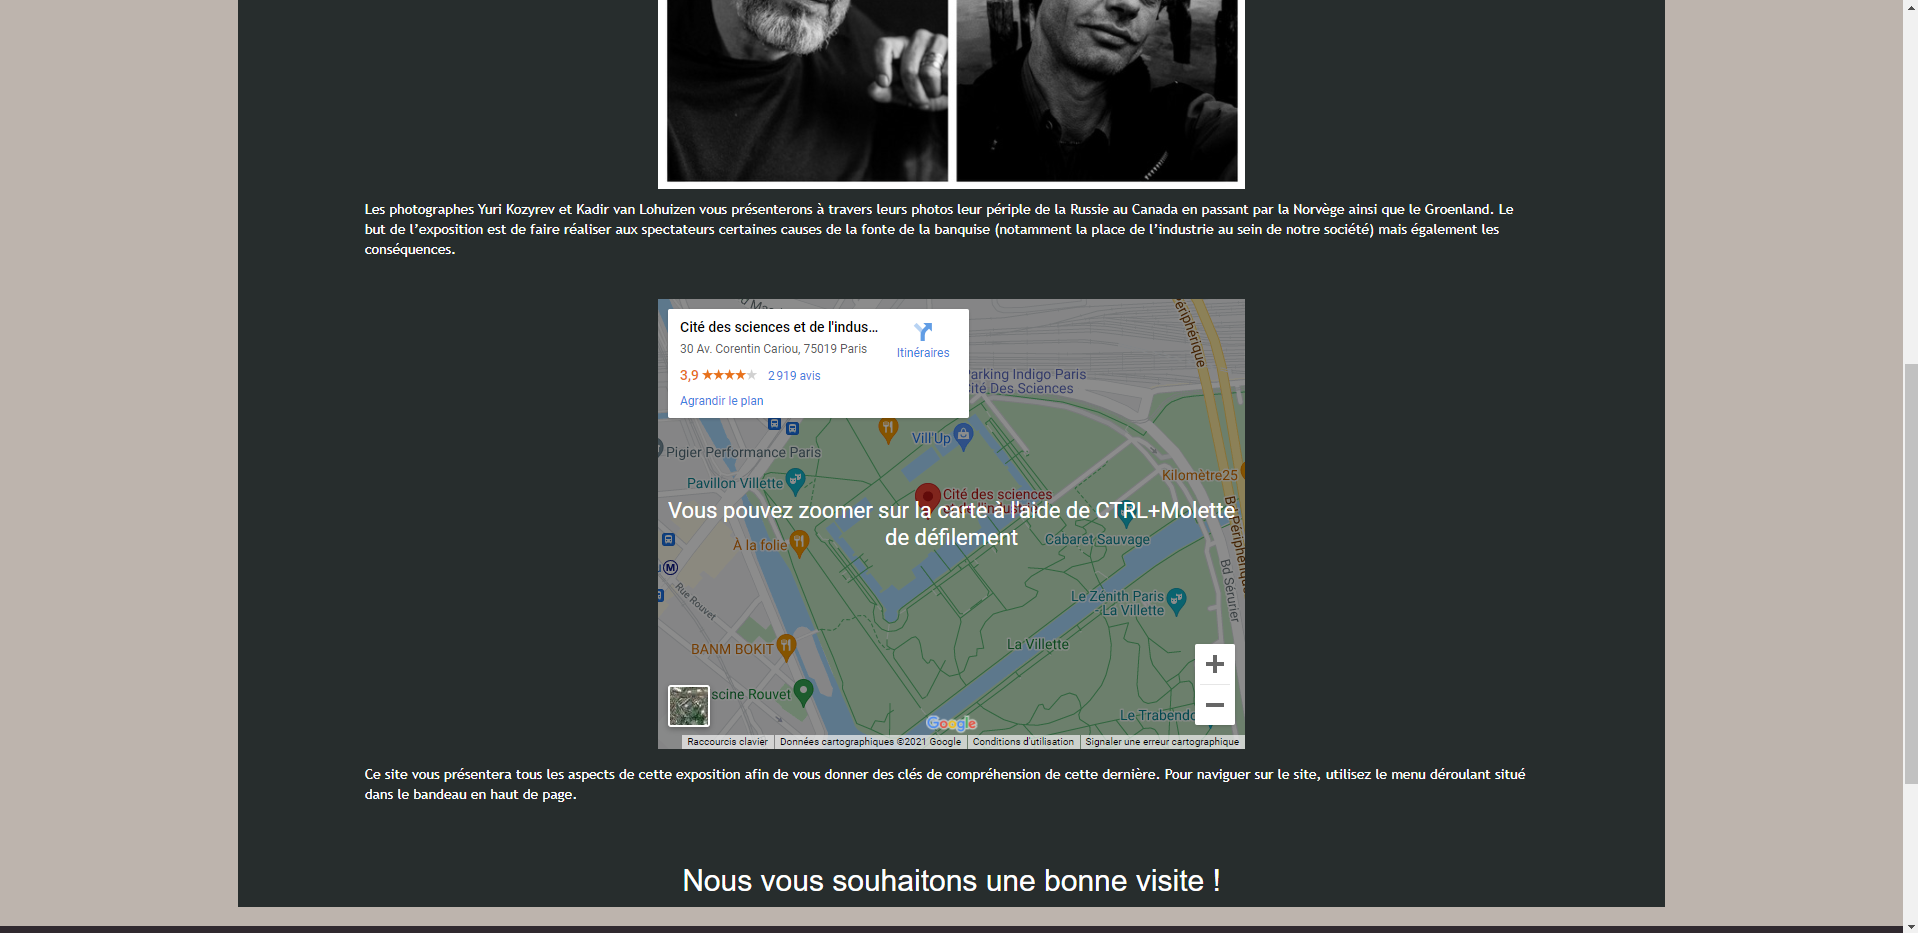 Les photographes Yuri Kozyrev et Kadir van Lohuizen vous présenterons à travers leurs photos leur périple de la Russie au Canada en passant par la Norvège ainsi que le Groenland. Le
but de l’exposition est de faire réaliser aux spectateurs certaines causes de la fonte de la banquise (notamment la place de l’industrie au sein de notre société) mais également les
conséquences.
Périphérique
Cité des sciences et de l'indus...
30 Av. Corentin Cariou, 75019 Paris
Itinéraires
3,9 2 919 avis
Agrandir le plan
arking Indigo Paris
ité Des Sciences
Vill'Up
Pigier Performance Paris
Kilomètre25
Pavillon Villette
Cité des sciences
Vous pouvez zoomer sur la carte à l'aide de CTRL+Molette
de défilement
Bd Périphérique
À la folie
Cabaret Sauvage
M
Rue Rouvet
Bd Sérurier
Le Zénith Paris
- La Villette
La Villette
BANM BOKIT
scine Rouvet
Le Trabendo
Google
Raccourcis clavier
Données cartographiques ©2021 Google
Conditions d'utilisation
Signaler une erreur cartographique
Ce site vous présentera tous les aspects de cette exposition afin de vous donner des clés de compréhension de cette dernière. Pour naviguer sur le site, utilisez le menu déroulant situé
dans le bandeau en haut de page.
Nous vous souhaitons une bonne visite !